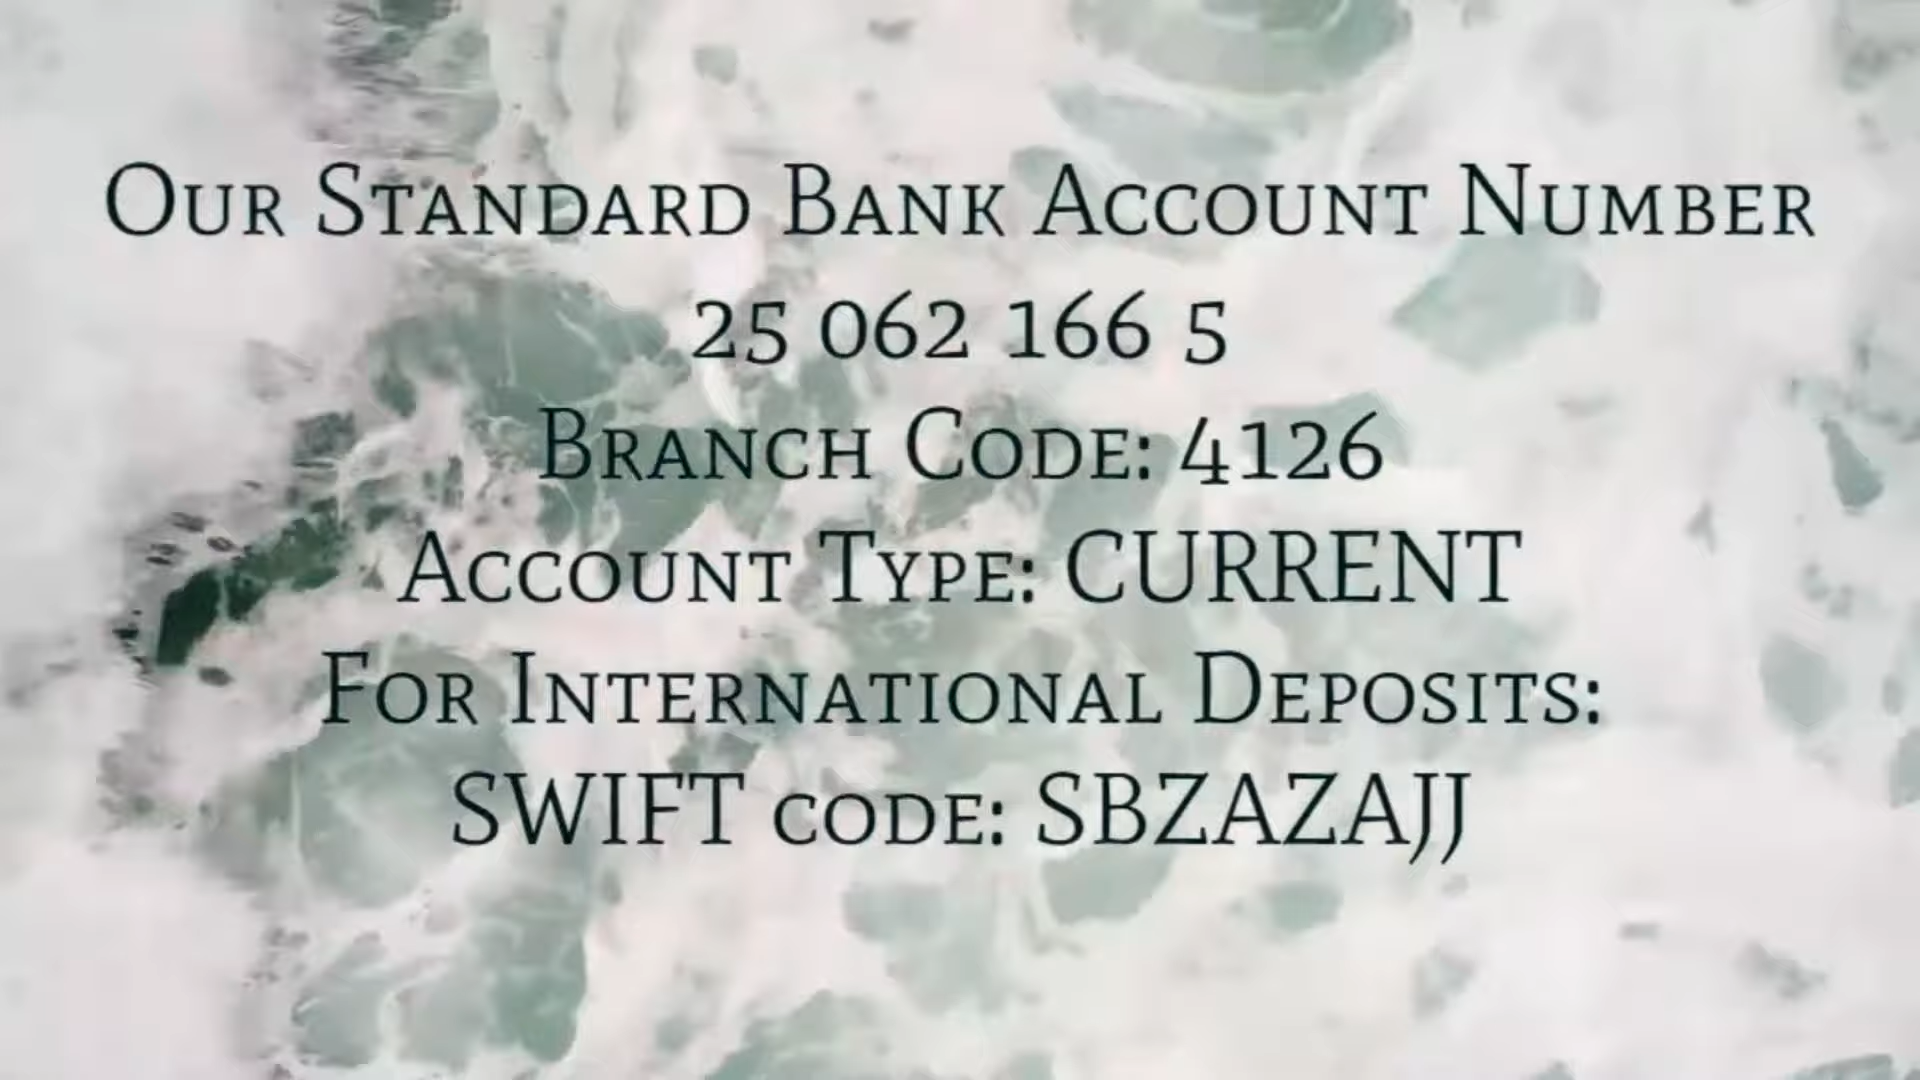 Our Standard Bank Account Number
25 062 166 5
Branch Code: 4126
Account Type: CURRENT
For International Deposits:
SWIFT code: SBZAZAJJ